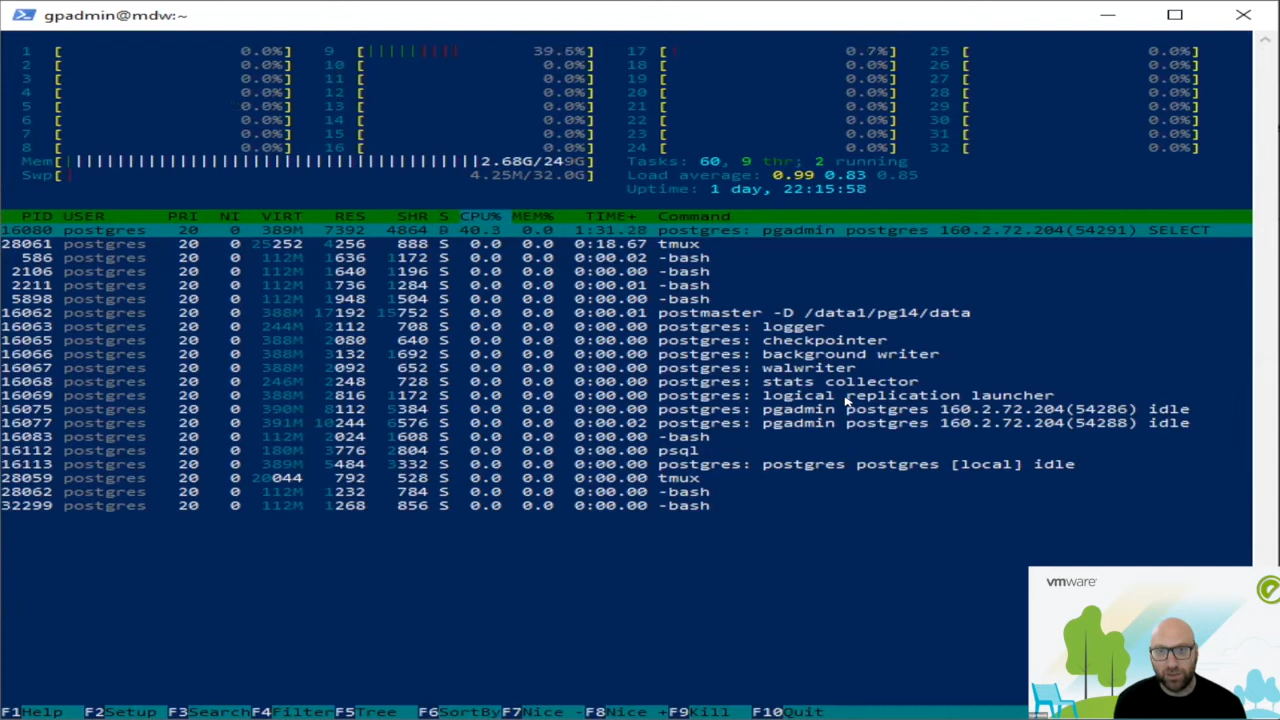 gpadmin@mdw:~
1 [ 0.0%] 9 [||||||||||| 39.6%] 17 [| 0.7%] 25 [ 0.0%]
2 [ 0.0%] 10 [ 0.0%] 18 [ 0.0%] 26 [ 0.0%]
3 [ 0.0%] 11 [ 0.0%] 19 [ 0.0%] 27 [ 0.0%]
4 [ 0.0%] 12 [ 0.0%] 20 [ 0.0%] 28 [ 0.0%]
5 [ 0.0%] 13 [ 0.0%] 21 [ 0.0%] 29 [ 0.0%]
6 [ 0.0%] 14 [ 0.0%] 22 [ 0.0%] 30 [ 0.0%]
7 [ 0.0%] 15 [ 0.0%] 23 [ 0.0%] 31 [ 0.0%]
8 [ 0.0%] 16 [ 0.0%] 24 [ 0.0%] 32 [ 0.0%]
Mem[|||||||||||||||||||||||||||||||||||||||2.68G/249G] Tasks: 60, 9 thr; 2 running
Swp[| 4.25M/32.0G] Load average: 0.99 0.83 0.85
Uptime: 1 day, 22:15:58
PID USER PRI NI VIRT RES SHR S CPU% MEM% TIME+ Command
16080 postgres 20 0 389M 7392 4864 D 40.3 0.0 1:31.28 postgres: pgadmin postgres 160.2.72.204(54291) SELECT
28061 postgres 20 0 25252 4256 888 S 0.0 0.0 0:18.67 tmux
586 postgres 20 0 112M 1636 1172 S 0.0 0.0 0:00.02 -bash
2106 postgres 20 0 112M 1640 1196 S 0.0 0.0 0:00.00 -bash
2211 postgres 20 0 112M 1736 1284 S 0.0 0.0 0:00.01 -bash
5898 postgres 20 0 112M 1948 1504 S 0.0 0.0 0:00.00 -bash
16062 postgres 20 0 388M 17192 15752 S 0.0 0.0 0:00.01 postmaster -D /data1/pg14/data
16063 postgres 20 0 244M 2112 708 S 0.0 0.0 0:00.00 postgres: logger
16065 postgres 20 0 388M 2080 640 S 0.0 0.0 0:00.00 postgres: checkpointer
16066 postgres 20 0 388M 3132 1692 S 0.0 0.0 0:00.00 postgres: background writer
16067 postgres 20 0 388M 2092 652 S 0.0 0.0 0:00.00 postgres: walwriter
16068 postgres 20 0 246M 2248 728 S 0.0 0.0 0:00.00 postgres: stats collector
16069 postgres 20 0 388M 2816 1172 S 0.0 0.0 0:00.00 postgres: logical replication launcher
16075 postgres 20 0 390M 8112 5384 S 0.0 0.0 0:00.00 postgres: pgadmin postgres 160.2.72.204(54286) idle
16077 postgres 20 0 391M 10244 6576 S 0.0 0.0 0:00.02 postgres: pgadmin postgres 160.2.72.204(54288) idle
16083 postgres 20 0 112M 2024 1608 S 0.0 0.0 0:00.00 -bash
16112 postgres 20 0 180M 3776 2804 S 0.0 0.0 0:00.00 psql
16113 postgres 20 0 389M 5484 3332 S 0.0 0.0 0:00.00 postgres: postgres postgres [local] idle
28059 postgres 20 0 20044 792 528 S 0.0 0.0 0:00.00 tmux
28062 postgres 20 0 112M 1232 784 S 0.0 0.0 0:00.00 -bash
32299 postgres 20 0 112M 1268 856 S 0.0 0.0 0:00.00 -bash
vmware
F1Help F2Setup F3SearchF4FilterF5Tree F6SortByF7Nice -F8Nice +F9Kill F10Quit